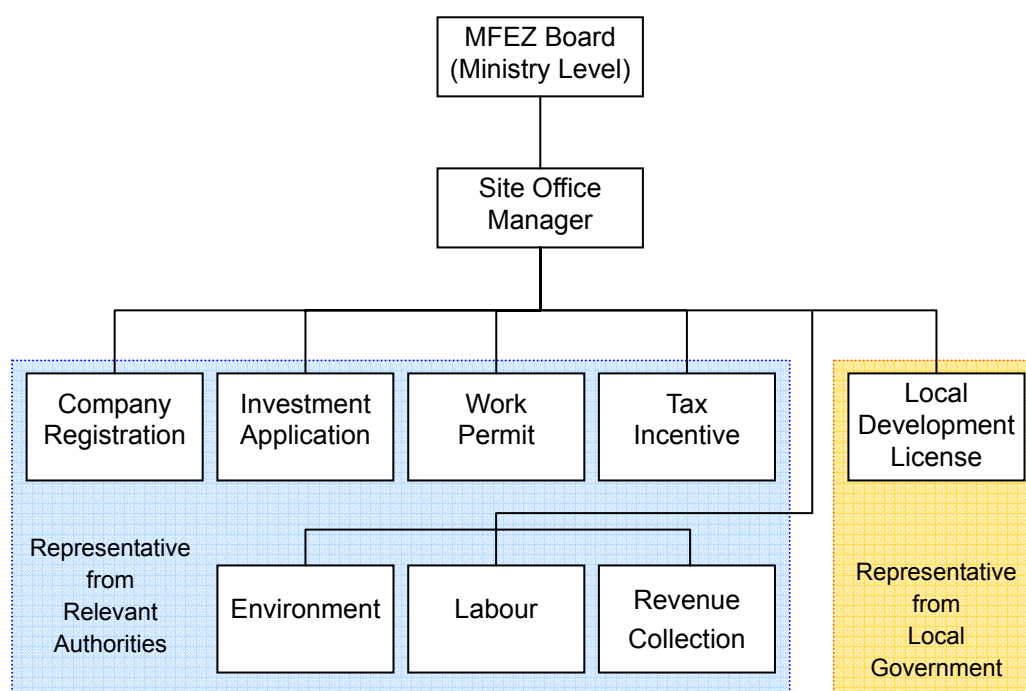 MFEZ Board
(Ministry Level)
Site Office
Manager
Company
Registration
Investment
Application
Work
Permit
Tax
Incentive
Local
Development
License
Representative
from
Relevant
Authorities
Environment
Labour
Revenue
Collection
Representative
from
Local
Government